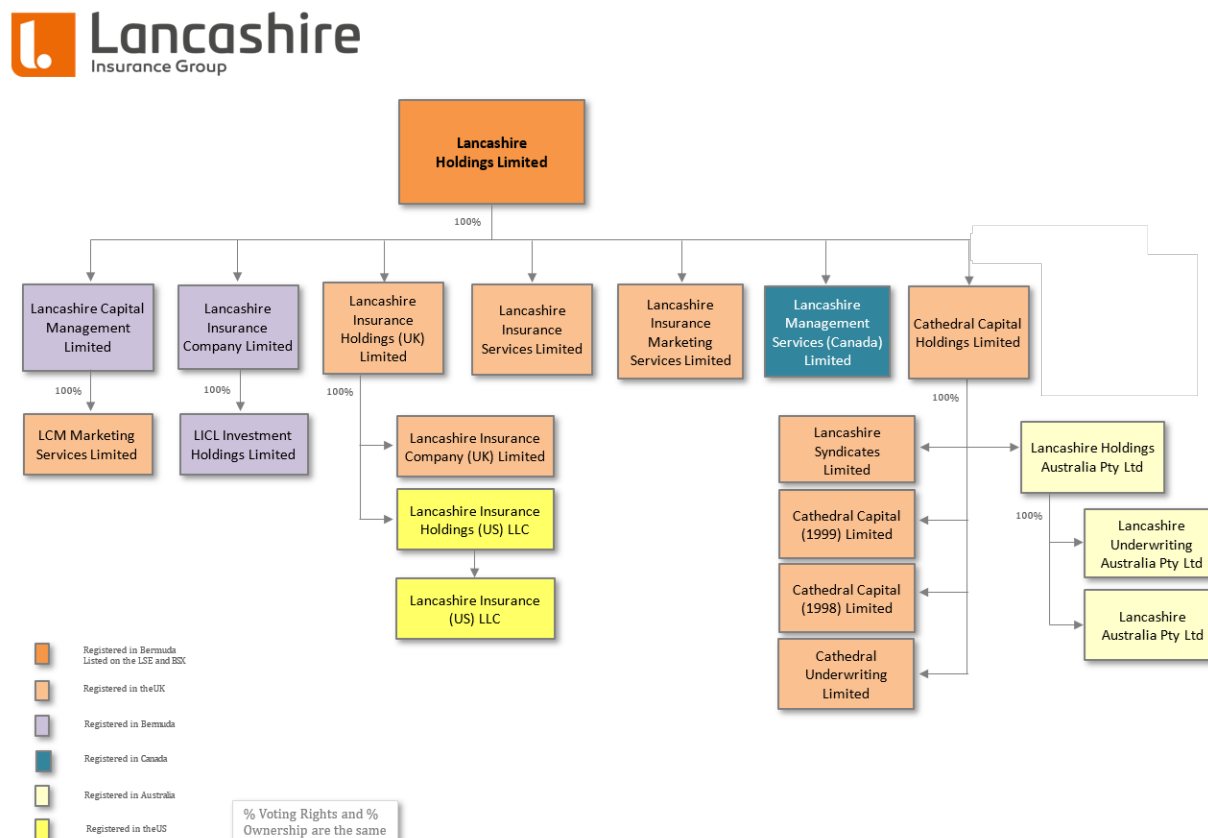 Lancashire
Insurance Group
Lancashire
Holdings Limited
100%
Lancashire Capital
Management
Limited
Lancashire
Insurance
Company Limited
Lancashire
Insurance
Holdings (UK)
Limited
Lancashire
Insurance
Services Limited
Lancashire
Insurance
Marketing
Services Limited
Lancashire
Management
Services (Canada)
Limited
Cathedral Capital
Holdings Limited
100%
100%
100%
100%
LCM Marketing
Services Limited
LICL Investment
Holdings Limited
Lancashire Insurance
Company (UK) Limited
Lancashire Insurance
Holdings (US) LLC
Lancashire Insurance
(US) LLC
Lancashire
Syndicates
Limited
Cathedral Capital
(1999) Limited
Cathedral Capital
(1998) Limited
Cathedral
Underwriting
Limited
Lancashire Holdings
Australia Pty Ltd
100%
Lancashire
Underwriting
Australia Pty Ltd
Lancashire
Australia Pty Ltd
Registered in Bermuda
Listed on the LSE and BSX
Registered in theUK
Registered in Bermuda
Registered in Canada
Registered in Australia
Registered in theUS
% Voting Rights and %
Ownership are the same